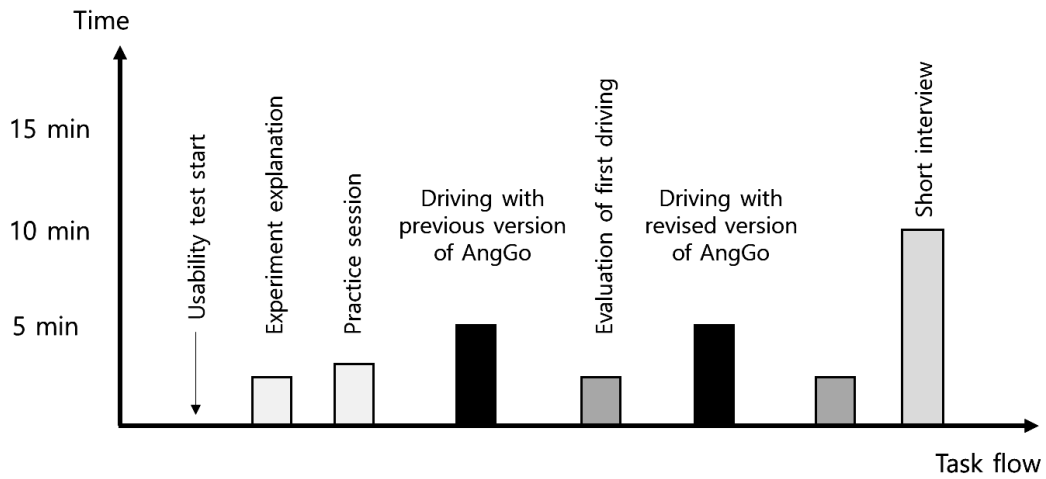 Time
15 min
10 min
5 min
Usability test start
Experiment explanation
Practice session
Driving with
previous version
of AngGo
Evaluation of first driving
Driving with
revised version
of AngGo
Short interview
Task flow